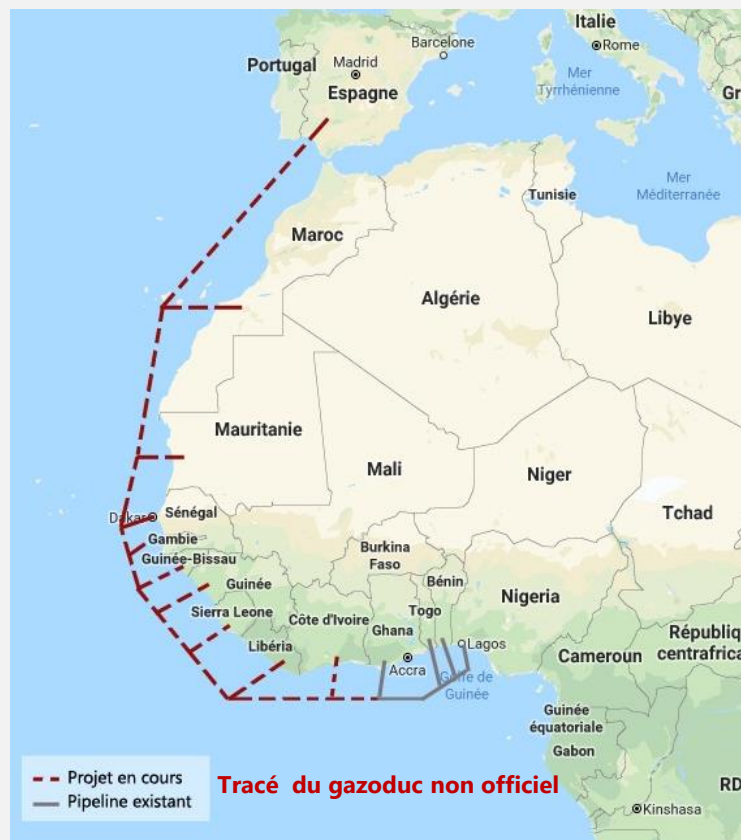 Italie
Barcelone
Rome
Portugal
Madrid
Espagne
Mer
Tyrrhénienne
Gr
Mer
Méditerranée
Tunisie
Maroc
Algérie
Libye
Mauritanie
Mali
Niger
Tchad
Dakar
Sénégal
Gambie
Guinée-Bissau
Burkina
Faso
Guinée
Bénin
Nigeria
Sierra Leone
Côte d'Ivoire
Togo
Ghana
Libéria
Lagos
Accra
Républiq
centrafrica
Cameroun
Golfe de
Guinée
Guinée
équatoriale
Gabon
Projet en cours
Pipeline existant
Tracé du gazoduc non officiel
RD
Kinshasa